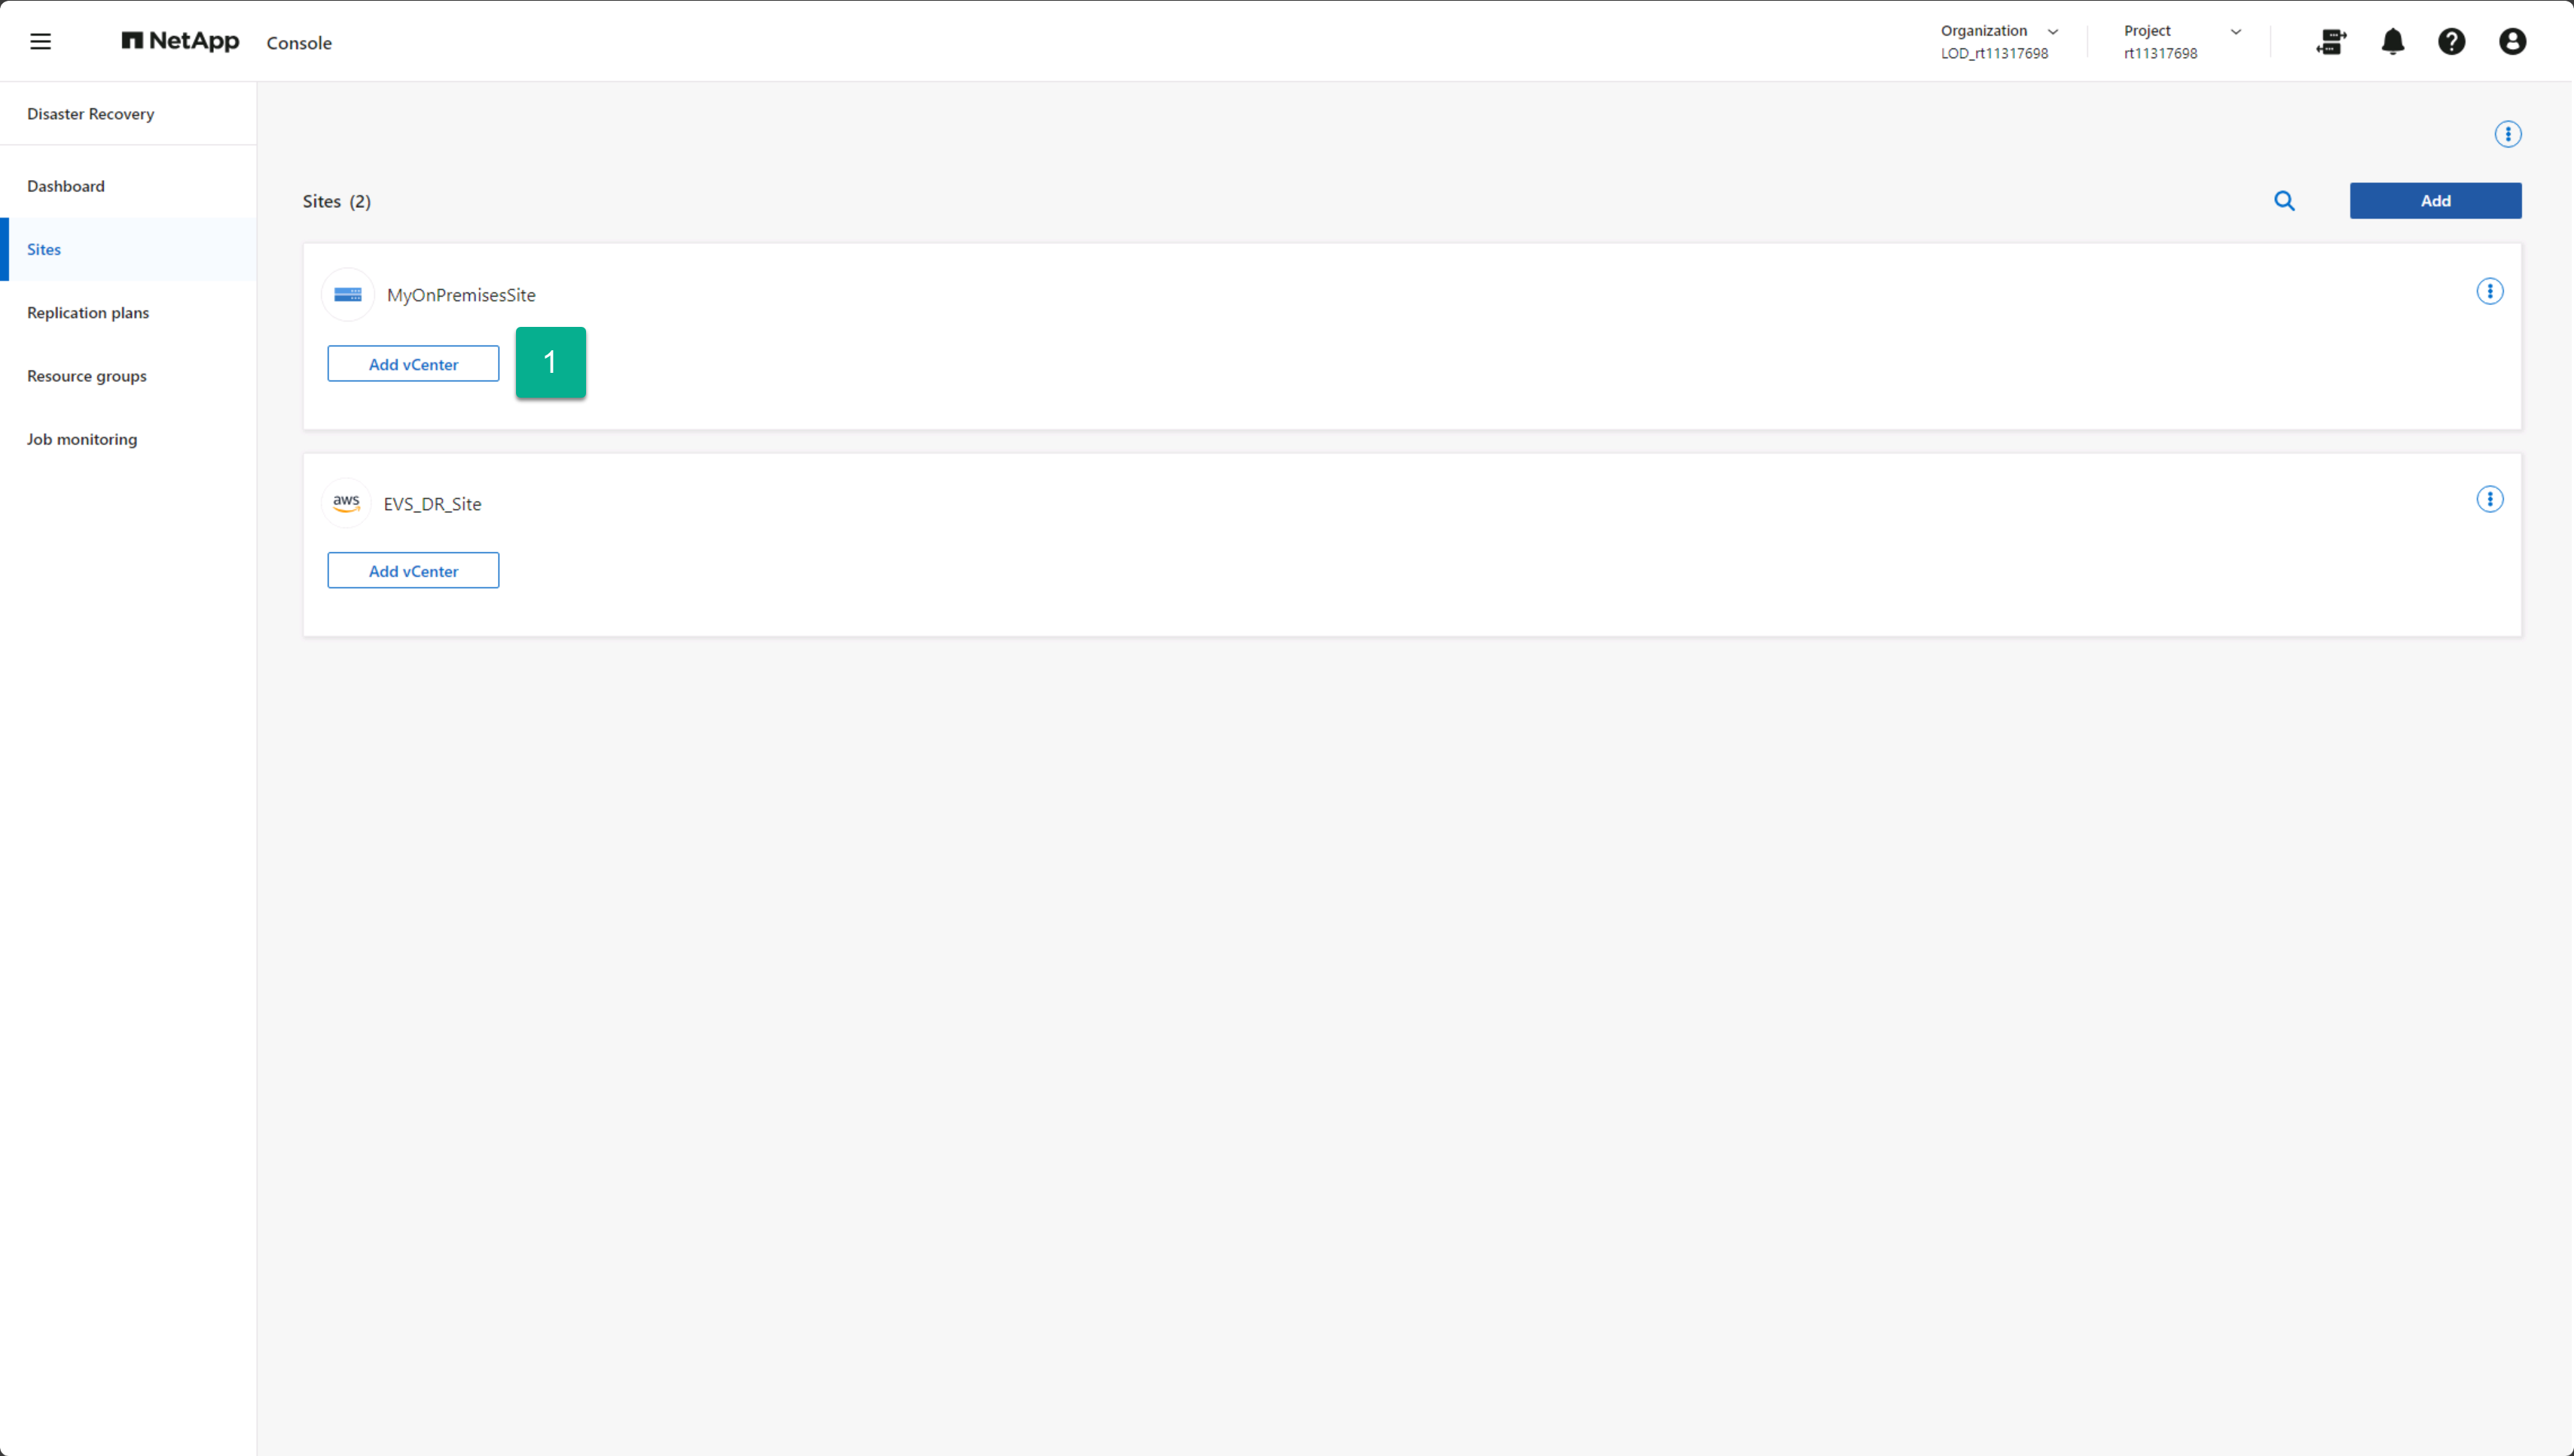 NetApp Console
Organization
LOD_rt11317698
Project
rt11317698
Disaster Recovery
Dashboard
Sites
Replication plans
Resource groups
Job monitoring
Sites (2)
Add
MyOnPremisesSite
Add vCenter
1
aws
EVS_DR_Site
Add vCenter